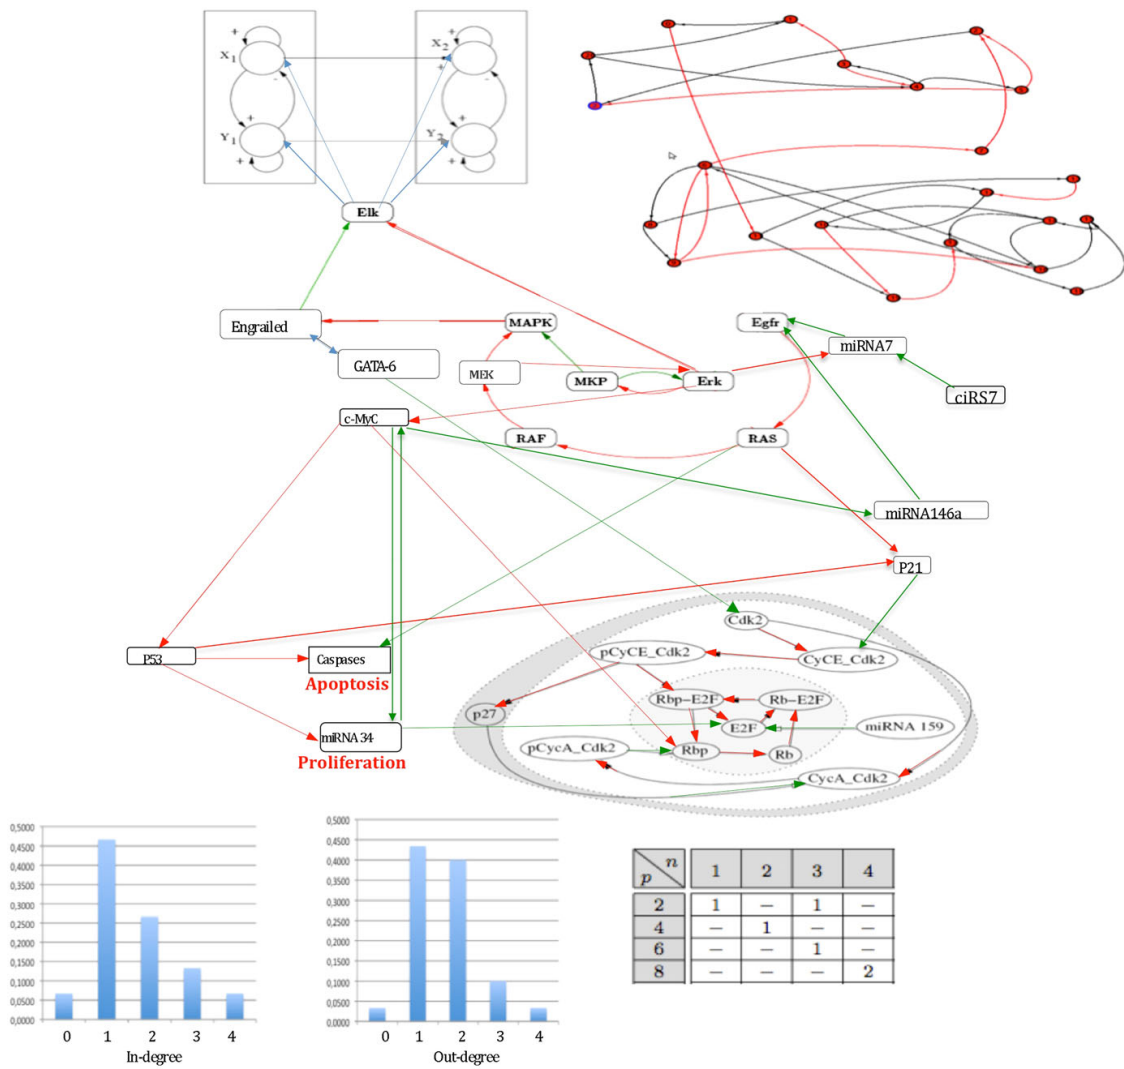 + +
X1 X2
+
- -
+ +
Y1 Y2
+ +
Elk
Engrailed MAPK Egfr miRNA7
GATA-6 MEK MKP Erk
ciRS7
c-MyC
RAF RAS
miRNA146a
P21
Cdk2
P53 Caspases pCyCE_Cdk2 CyCE_Cdk2
Apoptosis
Rbp–E2F Rb–E2F
p27
miRNA34 E2F miRNA 159
Proliferation pCycA_Cdk2 Rbp Rb
CycA_Cdk2
0,5000
0,4500
0,4000
0,3500
0,3000
0,2500
0,2000
0,1500
0,1000
0,0500
0,0000
0 1 2 3 4
In-degree
0,5000
0,4500
0,4000
0,3500
0,3000
0,2500
0,2000
0,1500
0,1000
0,0500
0,0000
0 1 2 3 4
Out-degree
n
p 1 2 3 4
2 1 – 1 –
4 – 1 – –
6 – – 1 –
8 – – – 2